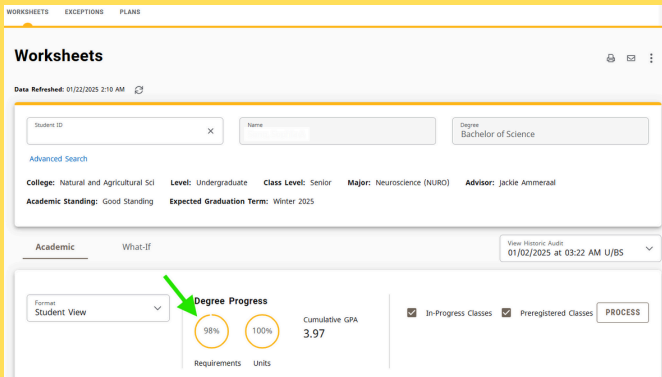 WORKSHEETS EXCEPTIONS PLANS
Worksheets
Data Refreshed: 01/22/2025 2:10 AM
Student ID
Name
Degree
Bachelor of Science
Advanced Search
College: Natural and Agricultural Sci Level: Undergraduate Class Level: Senior Major: Neuroscience (NURO) Advisor: Jackie Ammeraal
Academic Standing: Good Standing Expected Graduation Term: Winter 2025
Academic What-If
View Historic Audit
01/02/2025 at 03:22 AM U/BS
Format
Student View
Degree Progress
98% 100%
Requirements Units
Cumulative GPA
3.97
In-Progress Classes Preregistered Classes PROCESS